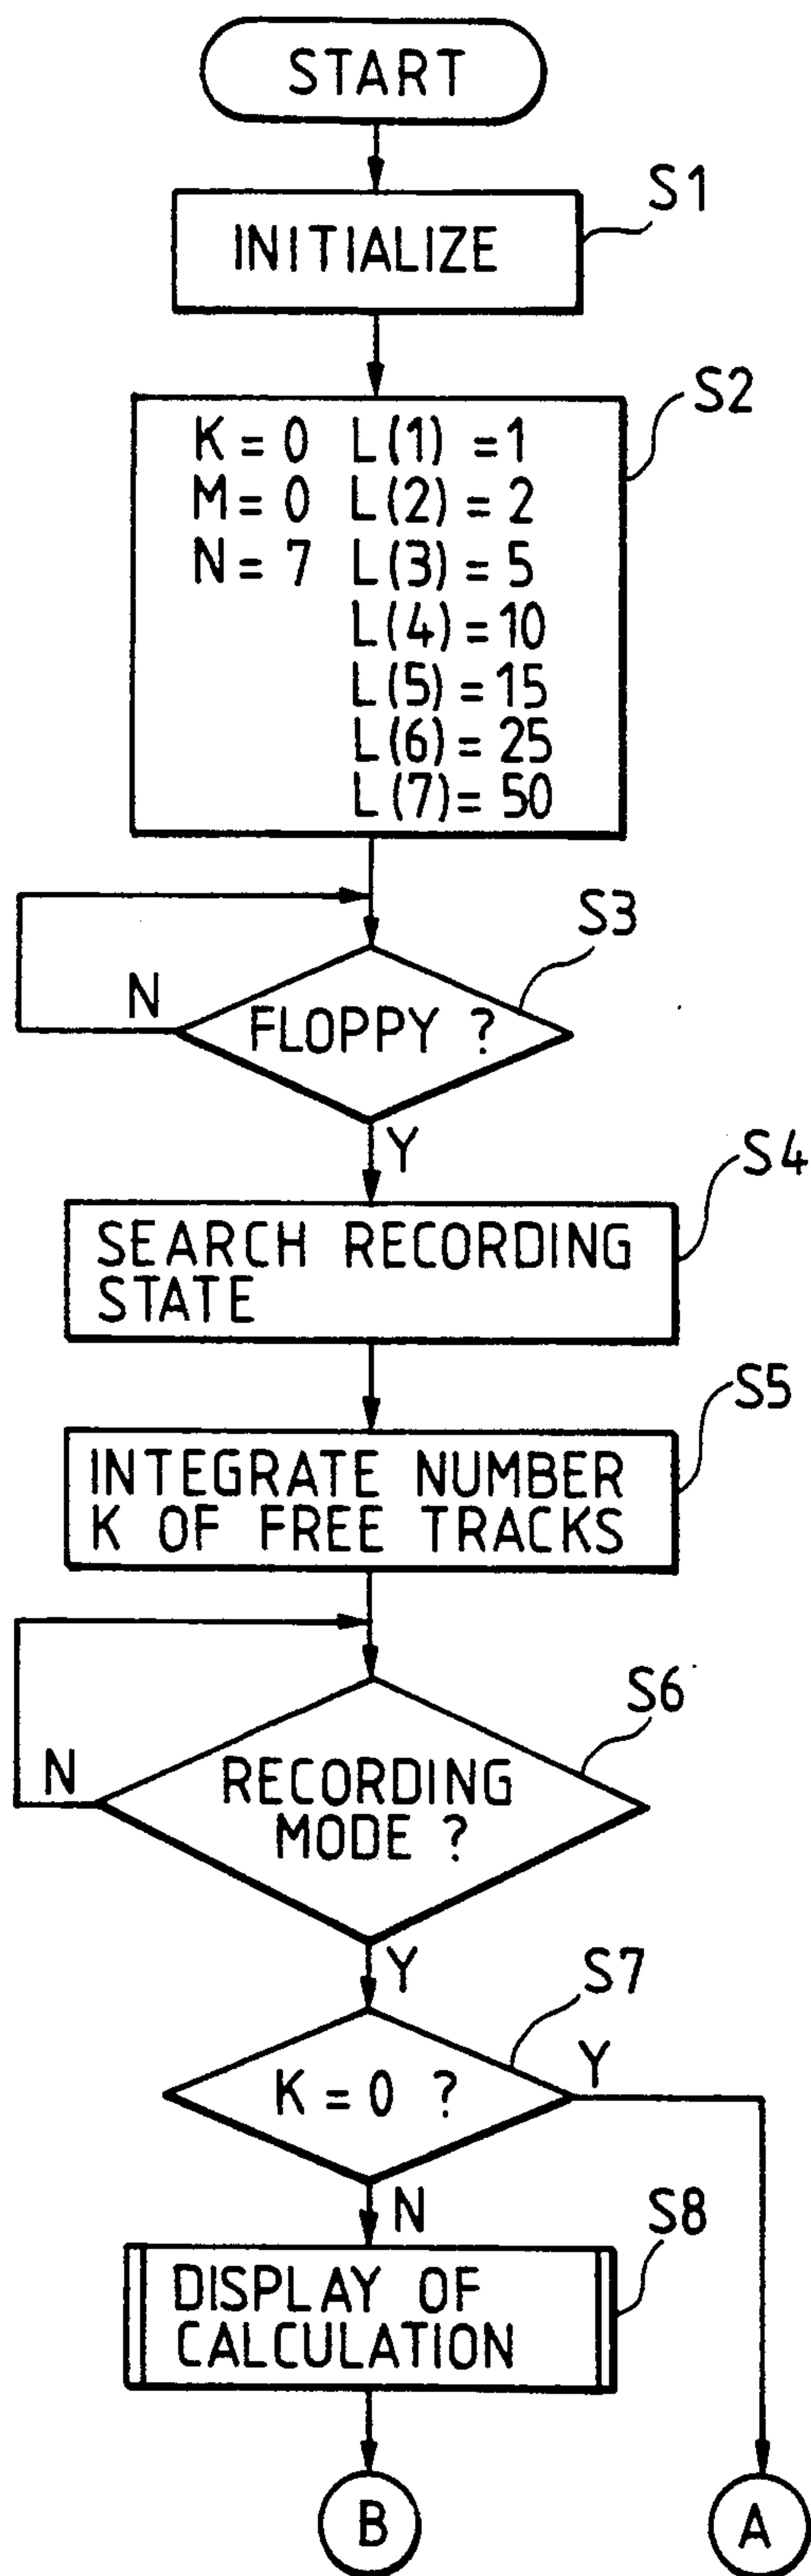 START
S1
INITIALIZE
S2
K = 0 L(1) = 1
M = 0 L(2) = 2
N = 7 L(3) = 5
L(4) = 10
L(5) = 15
L(6) = 25
L(7) = 50
S3
N
FLOPPY ?
Y
S4
SEARCH RECORDING
STATE
S5
INTEGRATE NUMBER
K OF FREE TRACKS
S6
N
RECORDING
MODE ?
Y
S7
K = 0 ?
Y
N
S8
DISPLAY OF
CALCULATION
B
A